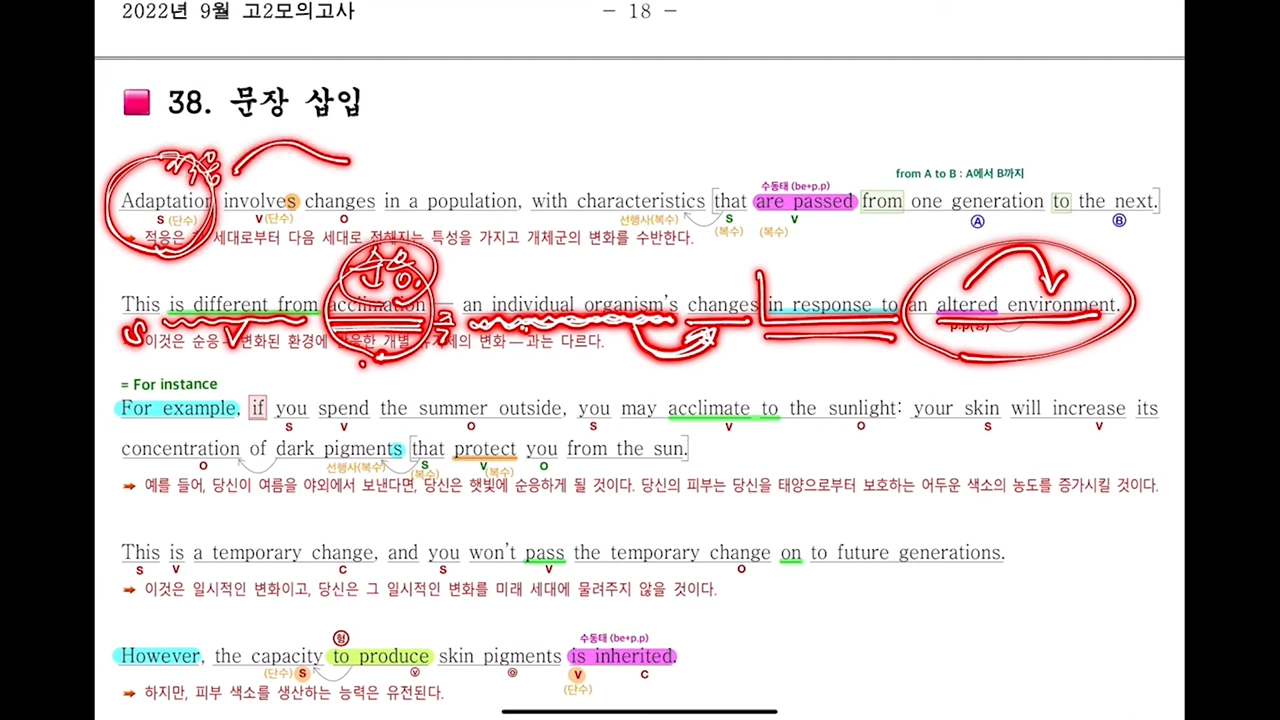 2022년 9월 고2모의고사 － 18 －
38. 문장 삽입
적응
수동태 (be+p.p) from A to B : A에서 B까지
Adaptation involves changes in a population, with characteristics [that are passed from one generation to the next.]
S (단수) V (단수) O 선행사(복수) S V Ⓐ Ⓑ
(복수) (복수)
적응은 세대로부터 다음 세대로 전해지는 특성을 가지고 개체군의 변화를 수반한다.
순응
This is different from acclimation — an individual organism's changes in response to an altered environment.
S V 즉
이것은 순응 변화된 환경에 개별 유기체의 변화 — 과는 다르다.
= For instance
For example, if you spend the summer outside, you may acclimate to the sunlight: your skin will increase its
S V O S V O S V
concentration of dark pigments [that protect you from the sun.]
O 선행사(복수) S V O
(복수) (복수)
➡ 예를 들어, 당신이 여름을 야외에서 보낸다면, 당신은 햇빛에 순응하게 될 것이다. 당신의 피부는 당신을 태양으로부터 보호하는 어두운 색소의 농도를 증가시킬 것이다.
This is a temporary change, and you won't pass the temporary change on to future generations.
S V C S V O
➡ 이것은 일시적인 변화이고, 당신은 그 일시적인 변화를 미래 세대에 물려주지 않을 것이다.
형 수동태 (be+p.p)
However, the capacity to produce skin pigments is inherited.
(단수) S ⓥ ⓞ V C
(단수)
➡ 하지만, 피부 색소를 생산하는 능력은 유전된다.